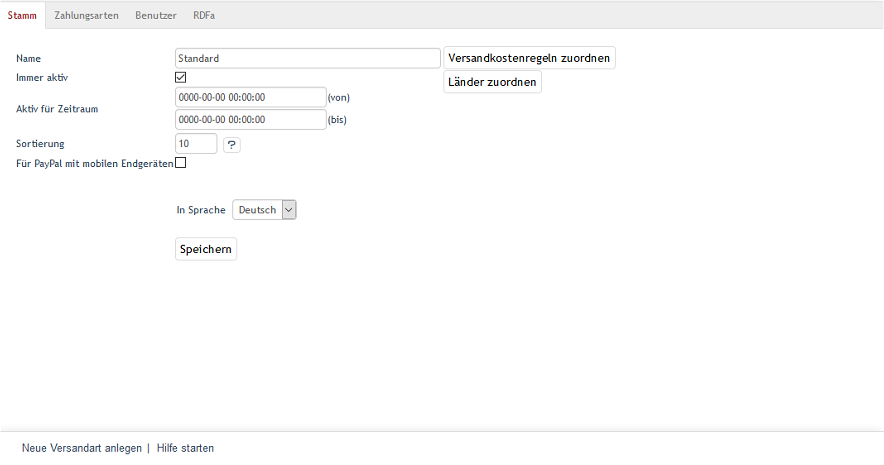 Stamm Zahlungsarten Benutzer RDFa
Name Standard Versandkostenregeln zuordnen
Immer aktiv Länder zuordnen
0000-00-00 00:00:00 (von)
Aktiv für Zeitraum
0000-00-00 00:00:00 (bis)
Sortierung 10 ?
Für PayPal mit mobilen Endgeräten
In Sprache Deutsch
Speichern
Neue Versandart anlegen | Hilfe starten